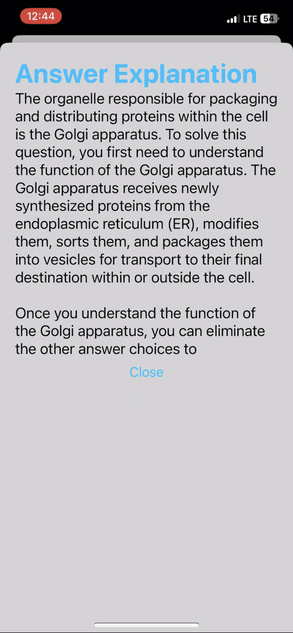 12:44
LTE 54
Answer Explanation
The organelle responsible for packaging
and distributing proteins within the cell
is the Golgi apparatus. To solve this
question, you first need to understand
the function of the Golgi apparatus. The
Golgi apparatus receives newly
synthesized proteins from the
endoplasmic reticulum (ER), modifies
them, sorts them, and packages them
into vesicles for transport to their final
destination within or outside the cell.
Once you understand the function of
the Golgi apparatus, you can eliminate
the other answer choices to
Close